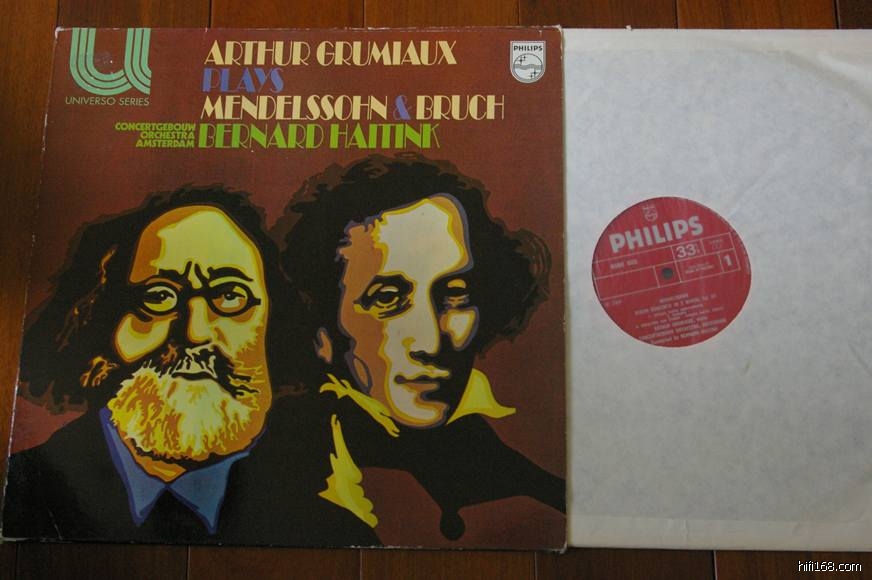 UNIVERSO SERIES
ARTHUR GRUMIAUX
PLAYS
MENDELSSOHN & BRUCH
CONCERTGEBOUW
ORCHESTRA
AMSTERDAM
BERNARD HAITINK
PHILIPS
PHILIPS
33
1
hifi168.com